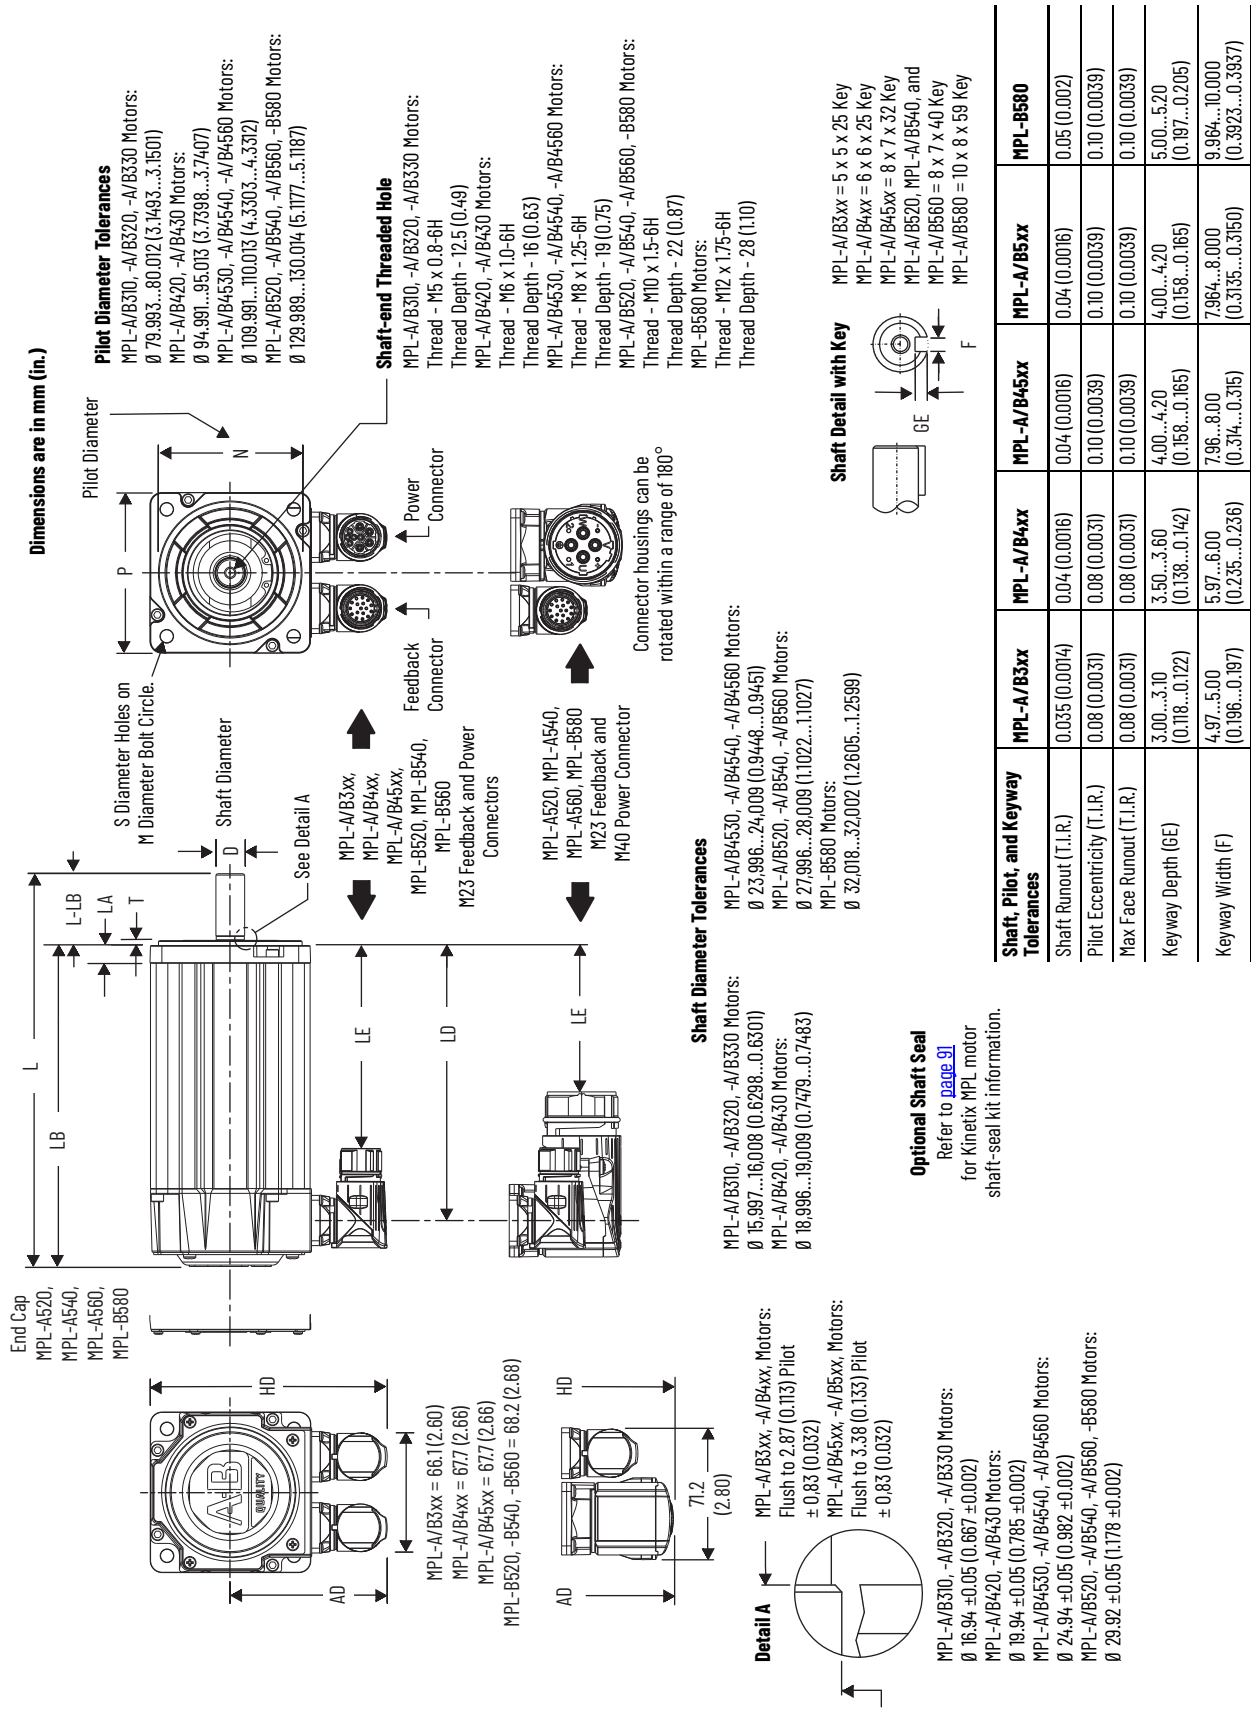 Dimensions are in mm (in.)
End Cap
MPL-A520,
MPL-A540,
MPL-A560,
MPL-B580
L
LB
L-LB
LA
T
D
Shaft Diameter
See Detail A
LE
LD
LE
S Diameter Holes on
M Diameter Bolt Circle.
P
N
Pilot Diameter
Pilot Diameter Tolerances
MPL-A/B310, -A/B320, -A/B330 Motors:
Ø 79.993...80.0012 (3.1493...3.1501)
MPL-A/B420, -A/B430 Motors:
Ø 94.991...95.013 (3.7398...3.7407)
MPL-A/B4530, -A/B4540, -A/B4560 Motors:
Ø 109.991...110.013 (4.3303...4.3312)
MPL-A/B520, -A/B540, -A/B560, -B580 Motors:
Ø 129.989...130.014 (5.1177...5.1187)
Shaft-end Threaded Hole
MPL-A/B310, -A/B320, -A/B330 Motors:
Thread - M5 x 0.8-6H
Thread Depth - 12.5 (0.49)
MPL-A/B420, -A/B430 Motors:
Thread - M6 x 1.0-6H
Thread Depth - 16 (0.63)
MPL-A/B4530, -A/B4540, -A/B4560 Motors:
Thread - M8 x 1.25-6H
Thread Depth - 19 (0.75)
MPL-A/B520, -A/B540, -A/B560, -B580 Motors:
Thread - M10 x 1.5-6H
Thread Depth - 22 (0.87)
MPL-B580 Motors:
Thread - M12 x 1.75-6H
Thread Depth - 28 (1.10)
HD
AD
A-B
QUALITY
MPL-A/B3xx = 66.1 (2.60)
MPL-A/B4xx = 67.7 (2.66)
MPL-A/B45xx = 67.7 (2.66)
MPL-B520, -B540, -B560 = 68.2 (2.68)
HD
AD
71.2
(2.80)
MPL-A/B3xx,
MPL-A/B4xx,
MPL-A/B45xx,
MPL-B520, MPL-B540,
MPL-B560
M23 Feedback and Power
Connectors
Feedback
Connector
Power
Connector
MPL-A520, MPL-A540,
MPL-A560, MPL-B580
M23 Feedback and
M40 Power Connector
Connector housings can be
rotated within a range of 180°
Detail A
MPL-A/B3xx, -A/B4xx, Motors:
Flush to 2.87 (0.113) Pilot
± 0,83 (0.032)
MPL-A/B45xx, -A/B5xx, Motors:
Flush to 3.38 (0.133) Pilot
± 0,83 (0.032)
MPL-A/B310, -A/B320, -A/B330 Motors:
Ø 16.94 ±0.05 (0.667 ±0.002)
MPL-A/B420, -A/B430 Motors:
Ø 19.94 ±0.05 (0.785 ±0.002)
MPL-A/B4530, -A/B4540, -A/B4560 Motors:
Ø 24.94 ±0.05 (0.982 ±0.002)
MPL-A/B520, -A/B540, -A/B560, -B580 Motors:
Ø 29.92 ±0.05 (1.178 ±0.002)
Shaft Diameter Tolerances
MPL-A/B310, -A/B320, -A/B330 Motors:
Ø 15,997...16,008 (0.6298...0.6301)
MPL-A/B420, -A/B430 Motors:
Ø 18,996...19,009 (0.7479...0.7483)
MPL-A/B4530, -A/B4540, -A/B4560 Motors:
Ø 23,996...24,009 (0.9448...0.9451)
MPL-A/B520, -A/B540, -A/B560 Motors:
Ø 27,996...28,009 (1.1022...1.1027)
MPL-B580 Motors:
Ø 32,018...32,002 (1.2605...1.2599)
Optional Shaft Seal
Refer to page 91
for Kinetix MPL motor
shaft-seal kit information.
Shaft Detail with Key
GE
F
MPL-A/B3xx = 5 x 5 x 25 Key
MPL-A/B4xx = 6 x 6 x 25 Key
MPL-A/B45xx = 8 x 7 x 32 Key
MPL-A/B520, MPL-A/B540, and
MPL-A/B560 = 8 x 7 x 40 Key
MPL-A/B580 = 10 x 8 x 59 Key
Shaft, Pilot, and Keyway
Tolerances MPL-A/B3xx MPL-A/B4xx MPL-A/B45xx MPL-A/B5xx MPL-B580
Shaft Runout (T.I.R.) 0.035 (0.0014) 0.04 (0.0016) 0.04 (0.0016) 0.04 (0.0016) 0.05 (0.002)
Pilot Eccentricity (T.I.R.) 0.08 (0.0031) 0.08 (0.0031) 0.10 (0.0039) 0.10 (0.0039) 0.10 (0.0039)
Max Face Runout (T.I.R.) 0.08 (0.0031) 0.08 (0.0031) 0.10 (0.0039) 0.10 (0.0039) 0.10 (0.0039)
Keyway Depth (GE) 3.00...3.10 3.50...3.60 4.00...4.20 4.00...4.20 5.00...5.20
(0.118...0.122) (0.138...0.142) (0.158...0.165) (0.158...0.165) (0.197...0.205)
Keyway Width (F) 4.97...5.00 5.97...6.00 7.96...8.00 7.964...8.000 9.964...10.000
(0.196...0.197) (0.235...0.236) (0.314...0.315) (0.3135...0.3150) (0.3923...0.3937)